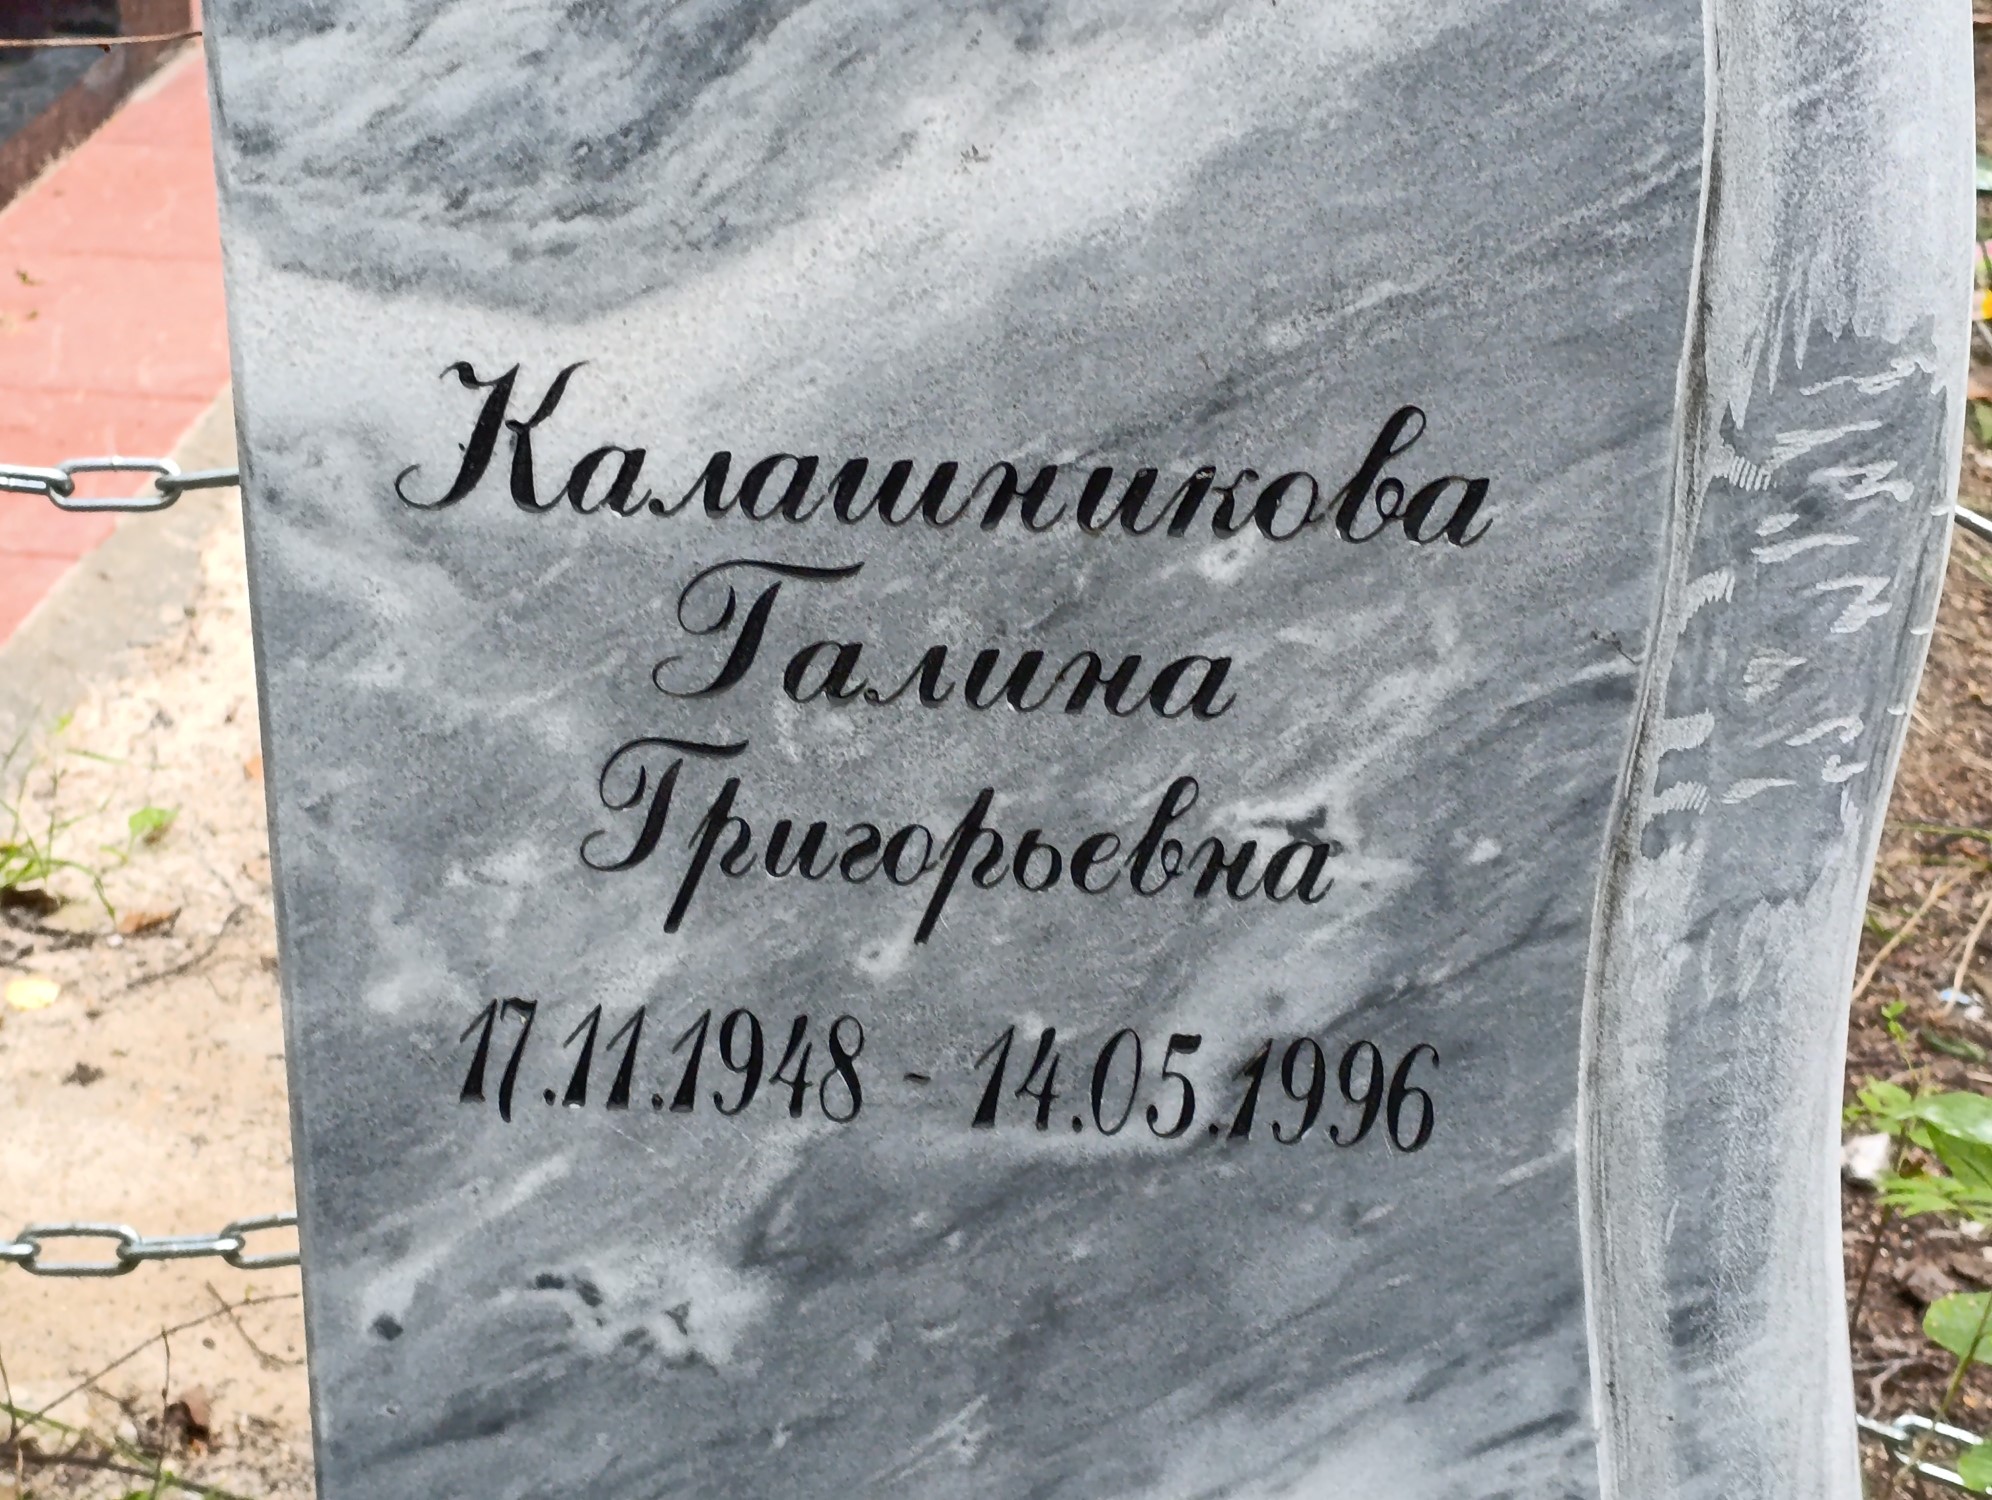 Калашникова
Галина
Григорьевна
17.11.1948 - 14.05.1996